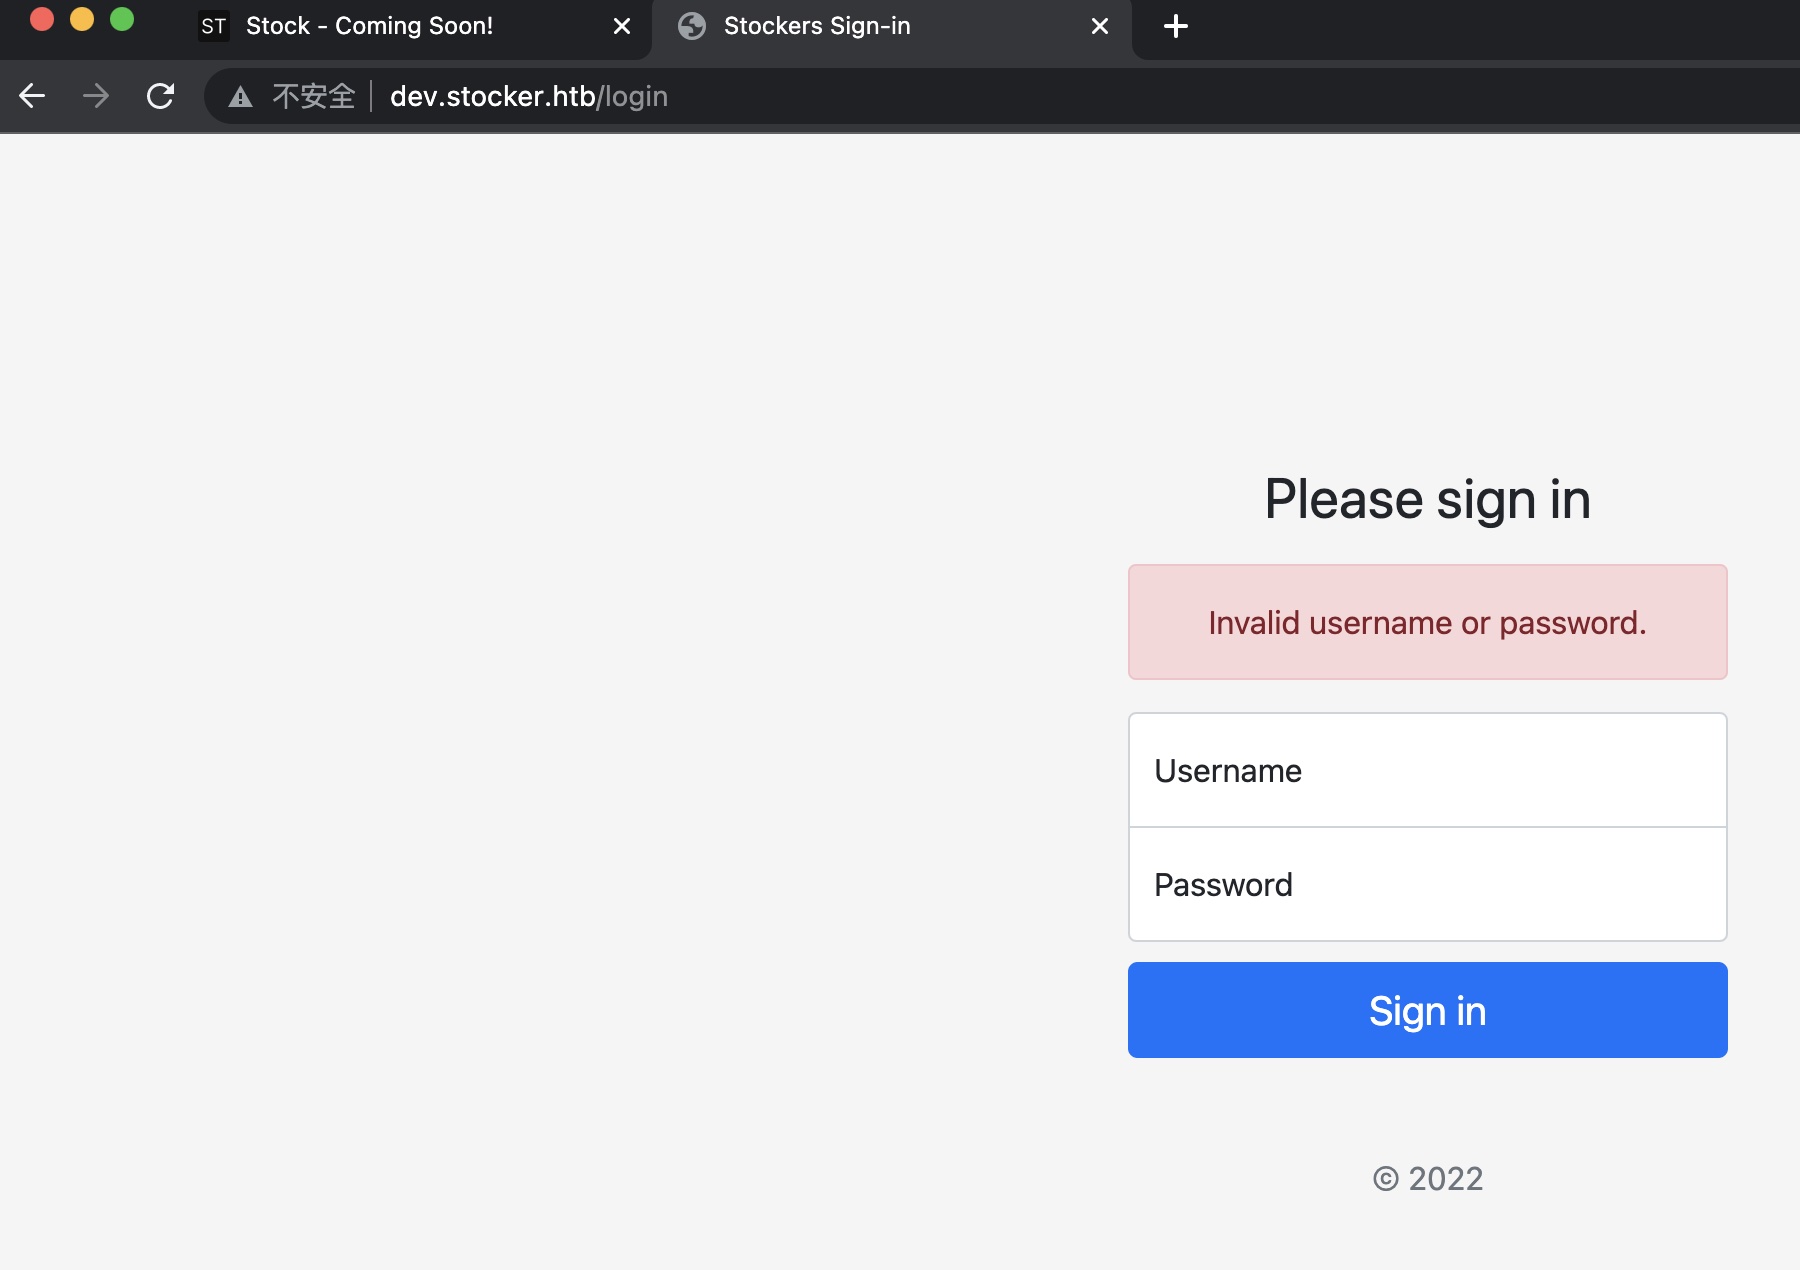 ST Stock - Coming Soon! Stockers Sign-in
不安全 dev.stocker.htb/login
Please sign in
Invalid username or password.
Username
Password
Sign in
© 2022